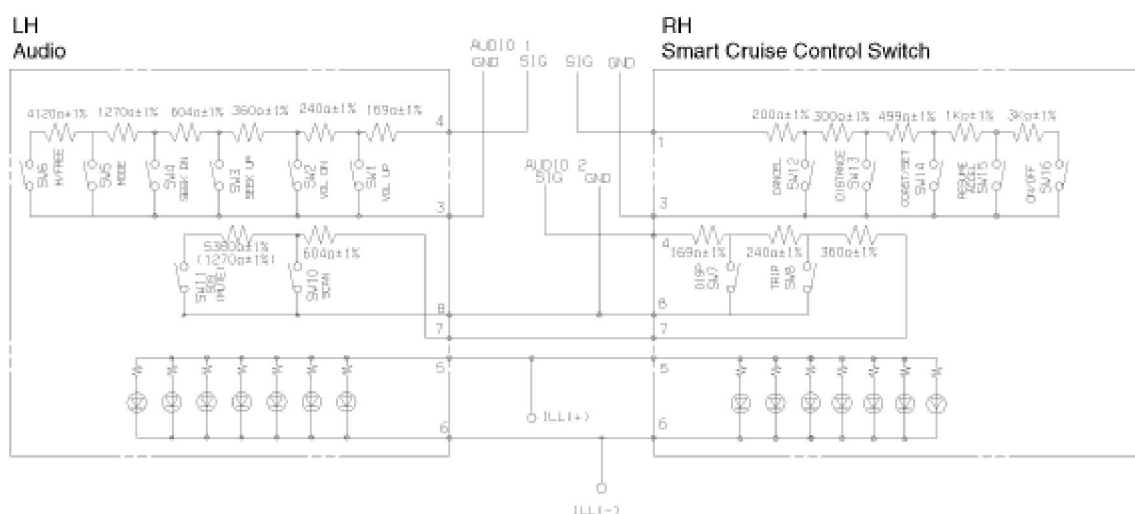 LH
Audio
RH
Smart Cruise Control Switch
AUDIO 1
GND SIG SIG
4120Ω±1% 1270Ω±1% 604Ω±1% 360Ω±1% 240Ω±1% 169Ω±1%
4
SW6
H/FREE
SW5
MODE
SW4
SEEK DN
SW3
SEEK UP
SW2
VOL DN
SW1
VOL UP
3
200Ω±1% 300Ω±1% 499Ω±1% 1KΩ±1% 3KΩ±1%
1
CANCEL
SW12
DISTANCE
SW13
COAST/SET
SW14
RESUME
ACCEL
SW15
ON/OFF
SW16
3
AUDIO 2
SIG GND
5380Ω±1%
(1270Ω±1%)
604Ω±1%
SW11
SOS
(MUTE)
SW10
SCAN
8
7
4
169Ω±1% 240Ω±1% 360Ω±1%
DISP
SW7
TRIP
SW8
7
5
5
6
6
ILL(+)
ILL(-)